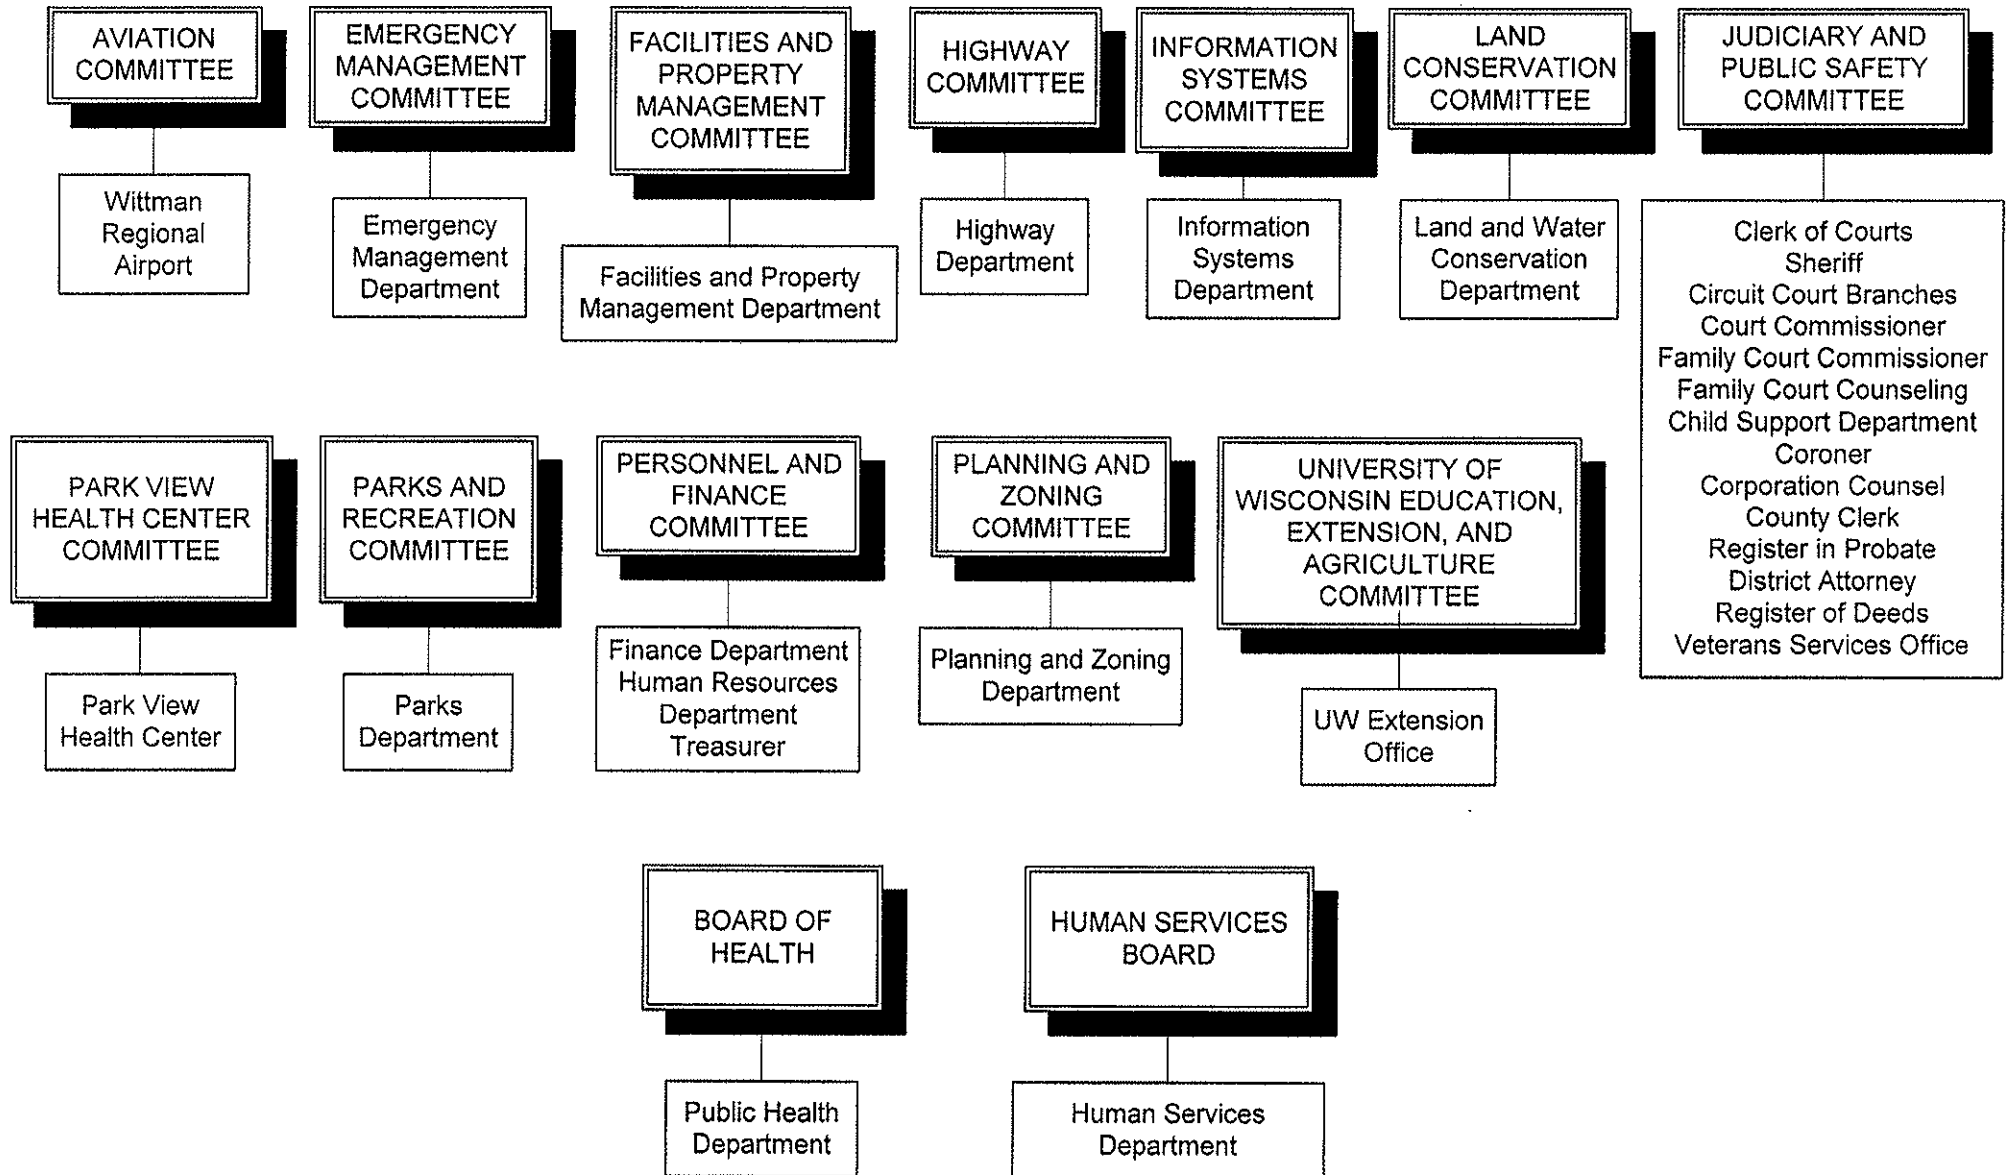 AVIATION
COMMITTEE
Wittman
Regional
Airport
EMERGENCY
MANAGEMENT
COMMITTEE
Emergency
Management
Department
FACILITIES AND
PROPERTY
MANAGEMENT
COMMITTEE
Facilities and Property
Management Department
HIGHWAY
COMMITTEE
Highway
Department
INFORMATION
SYSTEMS
COMMITTEE
Information
Systems
Department
LAND
CONSERVATION
COMMITTEE
Land and Water
Conservation
Department
JUDICIARY AND
PUBLIC SAFETY
COMMITTEE
Clerk of Courts
Sheriff
Circuit Court Branches
Court Commissioner
Family Court Commissioner
Family Court Counseling
Child Support Department
Coroner
Corporation Counsel
County Clerk
Register in Probate
District Attorney
Register of Deeds
Veterans Services Office
PARK VIEW
HEALTH CENTER
COMMITTEE
Park View
Health Center
PARKS AND
RECREATION
COMMITTEE
Parks
Department
PERSONNEL AND
FINANCE
COMMITTEE
Finance Department
Human Resources
Department
Treasurer
PLANNING AND
ZONING
COMMITTEE
Planning and Zoning
Department
UNIVERSITY OF
WISCONSIN EDUCATION,
EXTENSION, AND
AGRICULTURE
COMMITTEE
UW Extension
Office
BOARD OF
HEALTH
Public Health
Department
HUMAN SERVICES
BOARD
Human Services
Department